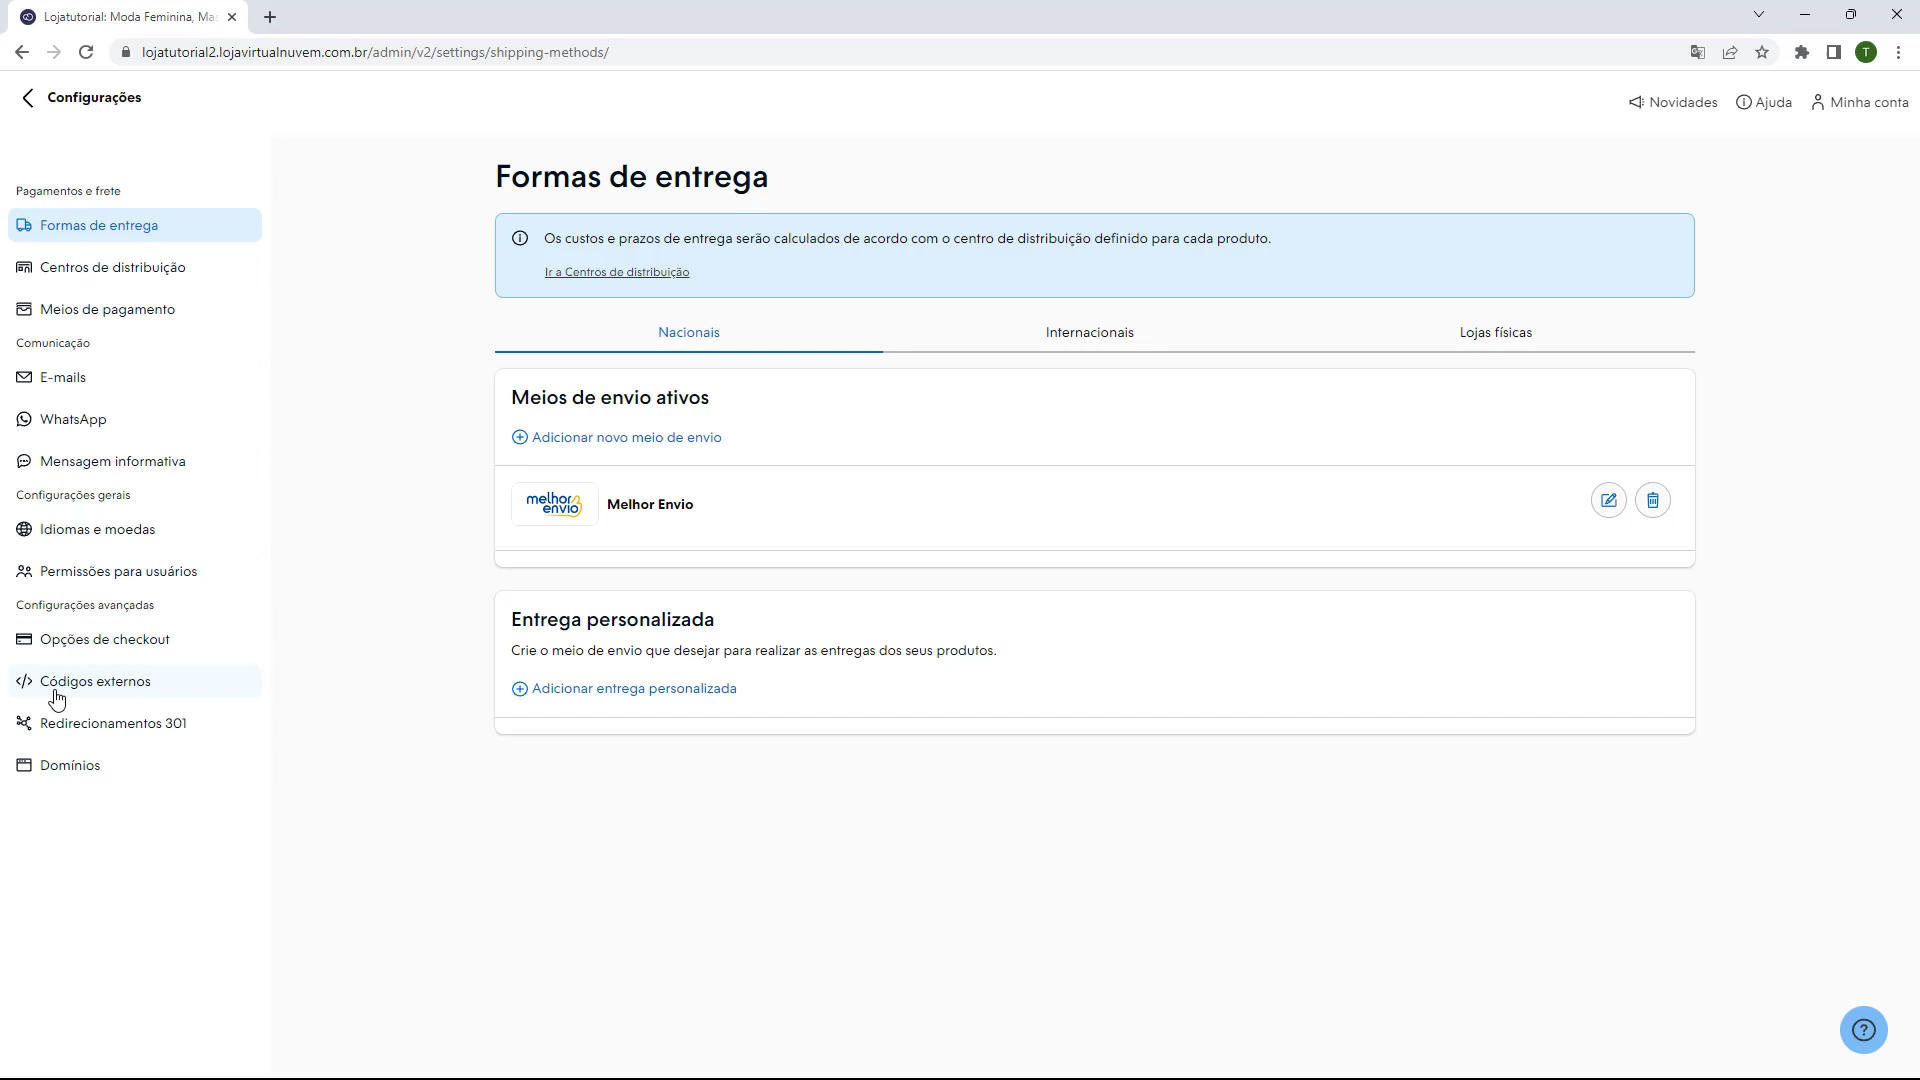 Lojatutorial: Moda Feminina, Mas
lojatutorial2.lojavirtualnuvem.com.br/admin/v2/settings/shipping-methods/
T
Configurações
Novidades
Ajuda
Minha conta
Pagamentos e frete
Formas de entrega
Centros de distribuição
Meios de pagamento
Comunicação
E-mails
WhatsApp
Mensagem informativa
Configurações gerais
Idiomas e moedas
Permissões para usuários
Configurações avançadas
Opções de checkout
Códigos externos
Redirecionamentos 301
Domínios
Formas de entrega
Os custos e prazos de entrega serão calculados de acordo com o centro de distribuição definido para cada produto.
Ir a Centros de distribuição
Nacionais
Internacionais
Lojas físicas
Meios de envio ativos
Adicionar novo meio de envio
melhor
envio
Melhor Envio
Entrega personalizada
Crie o meio de envio que desejar para realizar as entregas dos seus produtos.
Adicionar entrega personalizada